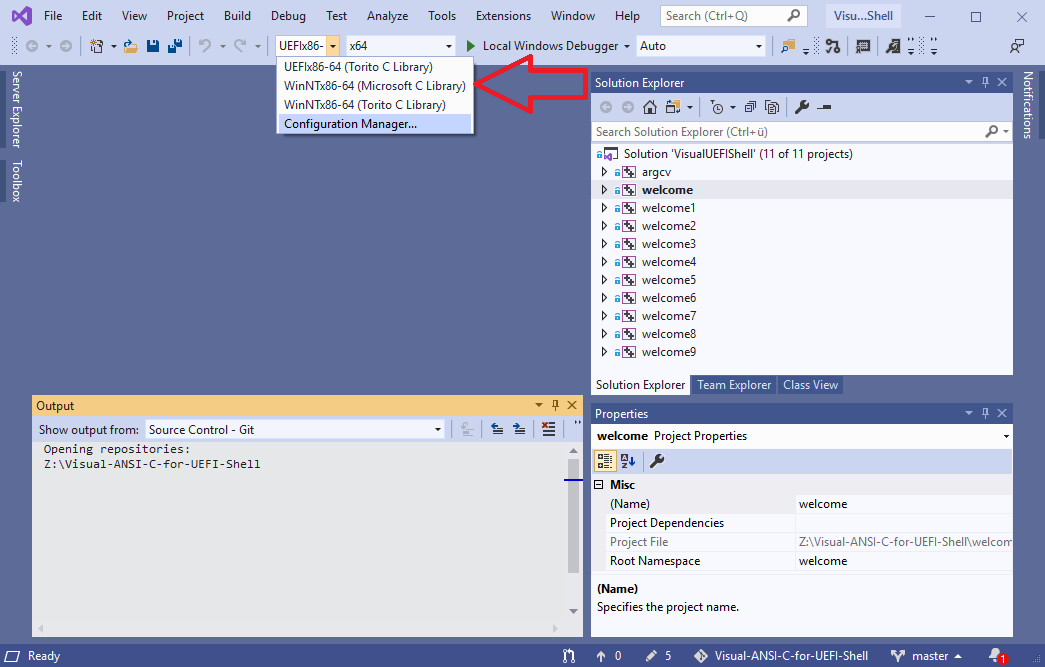 File Edit View Project Build Debug Test Analyze Tools Extensions Window Help Search (Ctrl+Q) Visu...Shell
UEFIx86- x64 Local Windows Debugger Auto
UEFIx86-64 (Torito C Library)
WinNTx86-64 (Microsoft C Library)
WinNTx86-64 (Torito C Library)
Configuration Manager...
Server Explorer
Toolbox
Notifications
Solution Explorer
Search Solution Explorer (Ctrl+ü)
Solution 'VisualUEFIShell' (11 of 11 projects)
argcv
welcome
welcome1
welcome2
welcome3
welcome4
welcome5
welcome6
welcome7
welcome8
welcome9
Solution Explorer Team Explorer Class View
Output
Show output from: Source Control - Git
Opening repositories:
Z:\Visual-ANSI-C-for-UEFI-Shell
Properties
welcome Project Properties
Misc
(Name) welcome
Project Dependencies
Project File Z:\Visual-ANSI-C-for-UEFI-Shell\welcom
Root Namespace welcome
(Name)
Specifies the project name.
Ready 0 5 Visual-ANSI-C-for-UEFI-Shell master 1